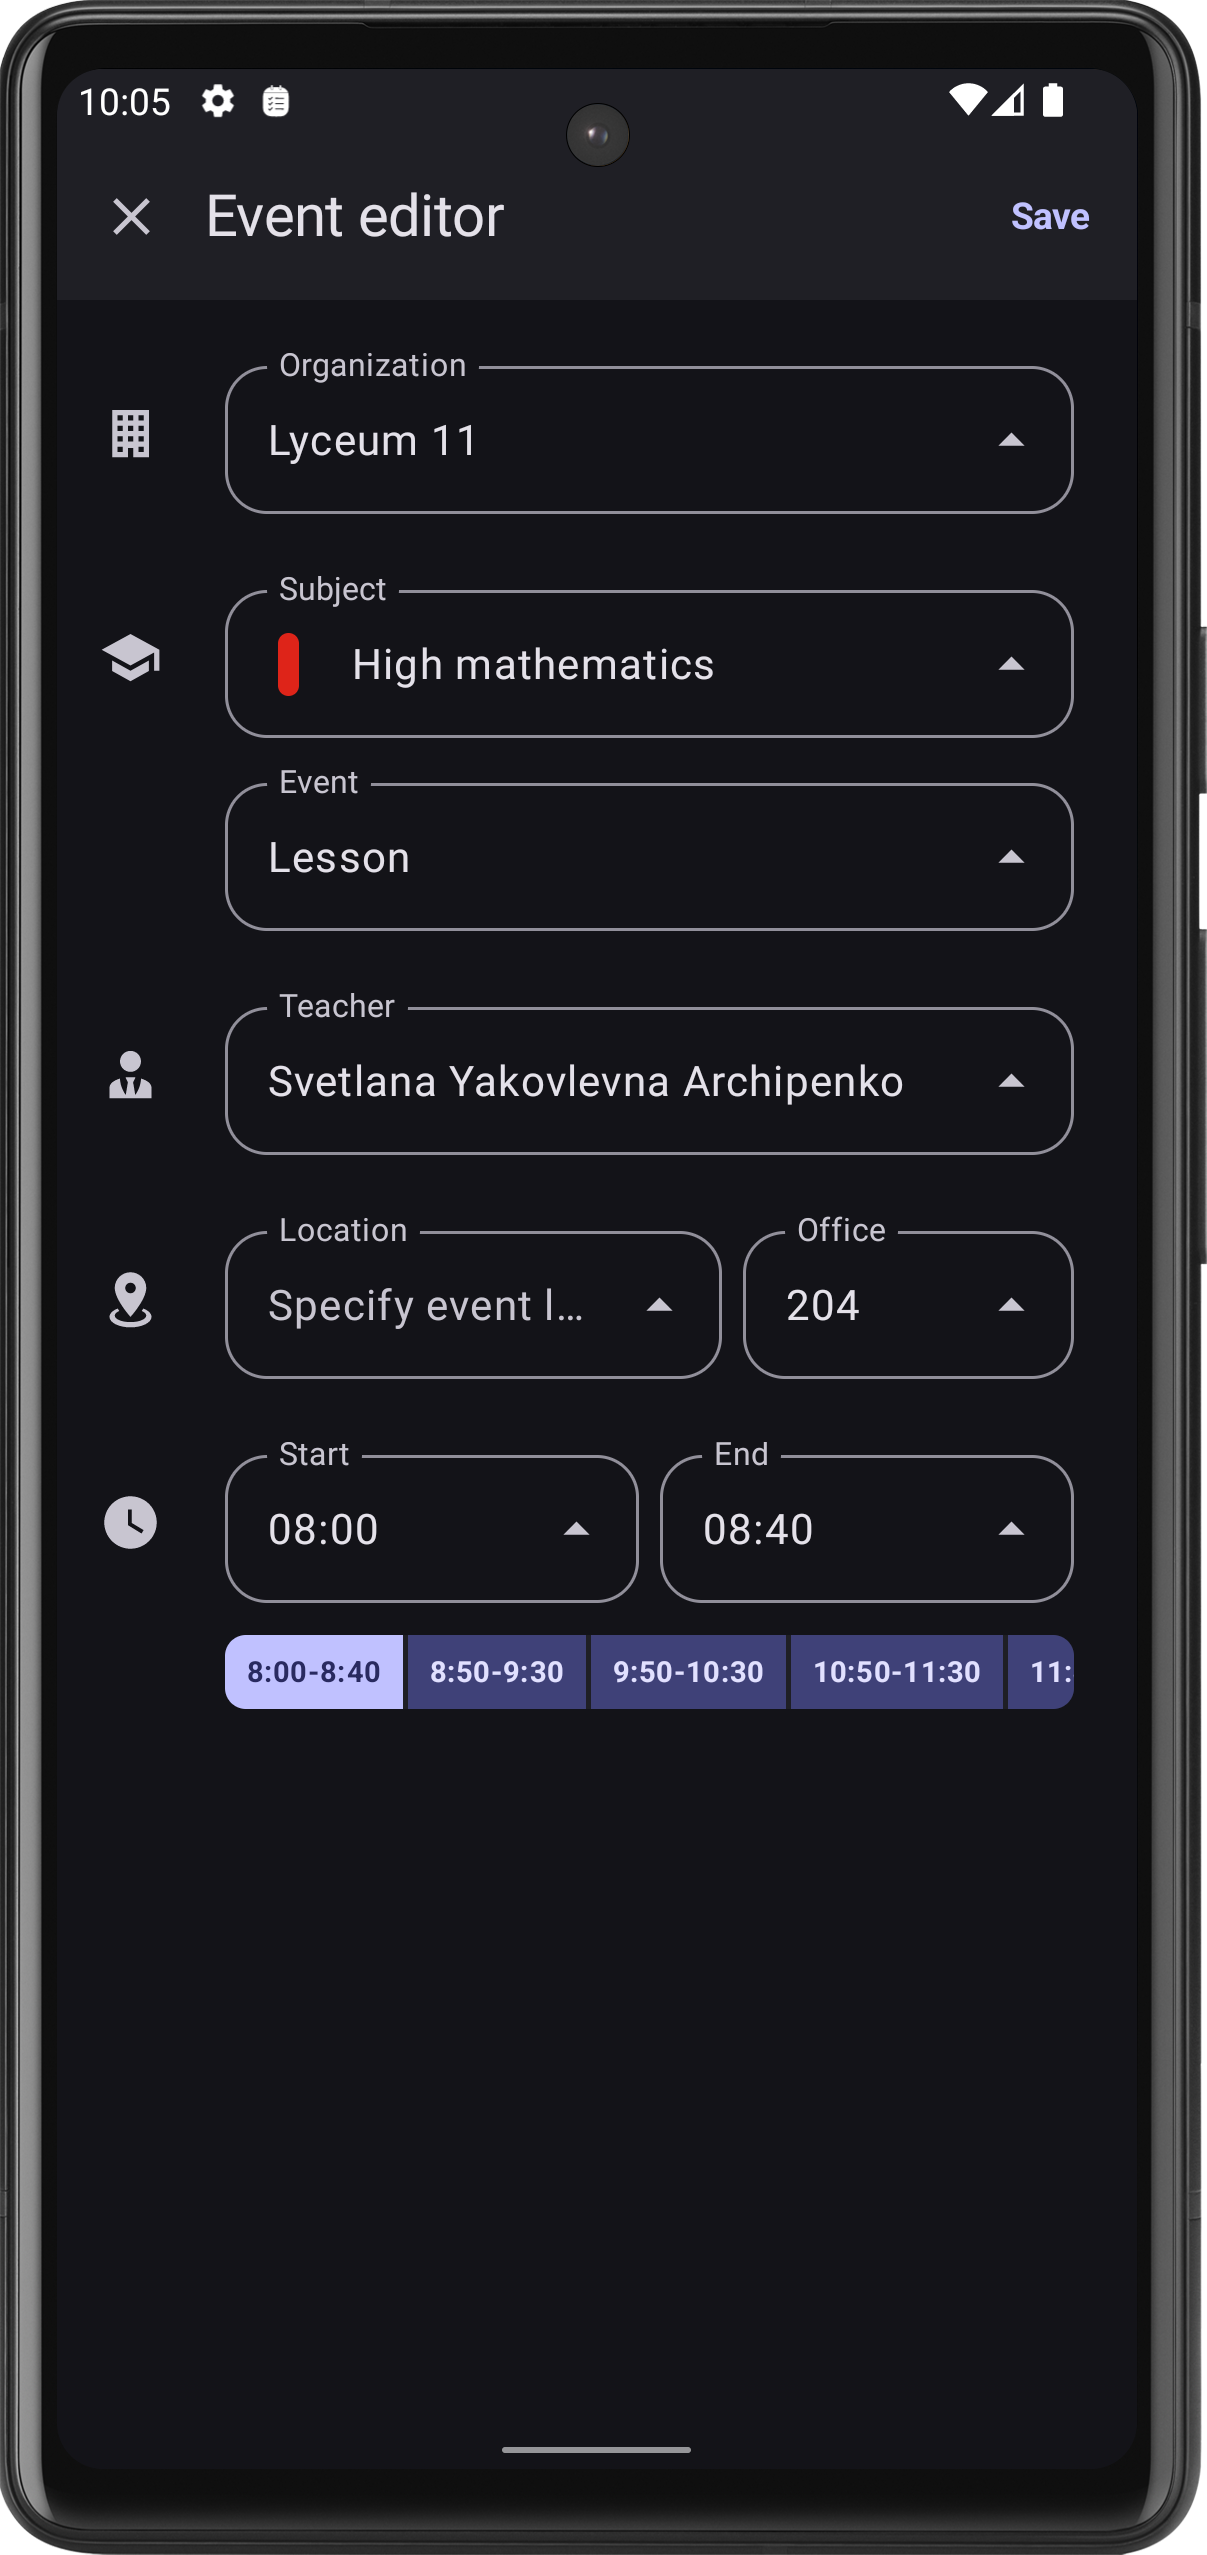 10:05
Event editor
Save
Organization
Lyceum 11
Subject
High mathematics
Event
Lesson
Teacher
Svetlana Yakovlevna Archipenko
Location
Specify event l...
Office
204
Start
08:00
End
08:40
8:00-8:40 8:50-9:30 9:50-10:30 10:50-11:30 11: